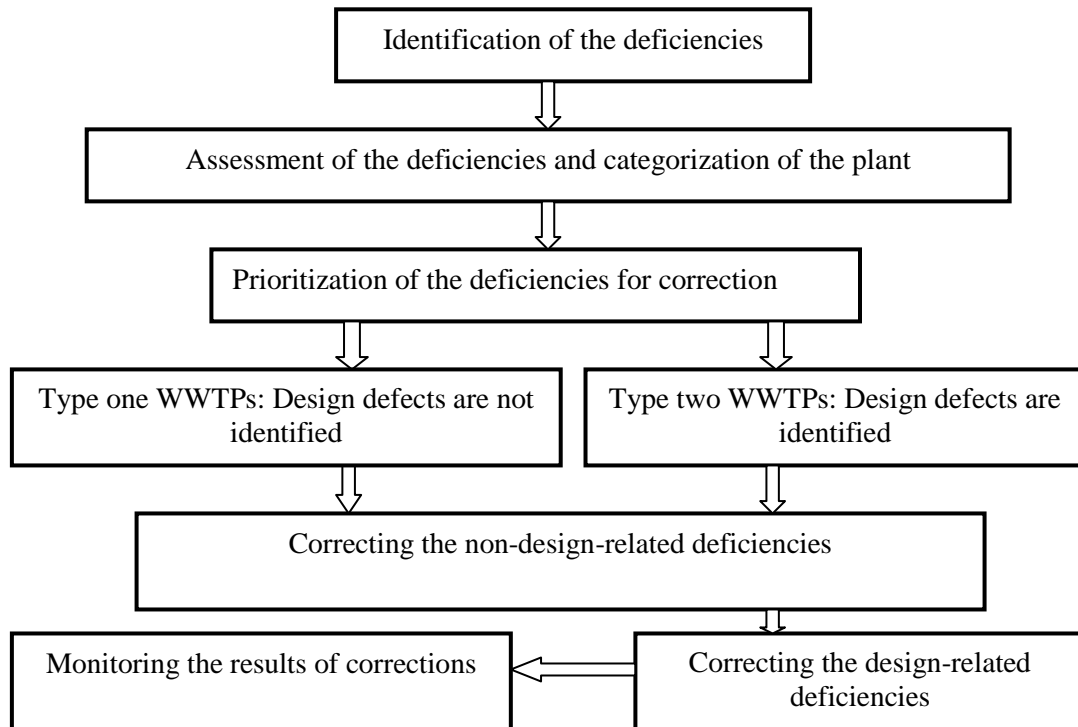 Identification of the deficiencies
Assessment of the deficiencies and categorization of the plant
Prioritization of the deficiencies for correction
Type one WWTPs: Design defects are not
identified
Type two WWTPs: Design defects are
identified
Correcting the non-design-related deficiencies
Monitoring the results of corrections
Correcting the design-related
deficiencies